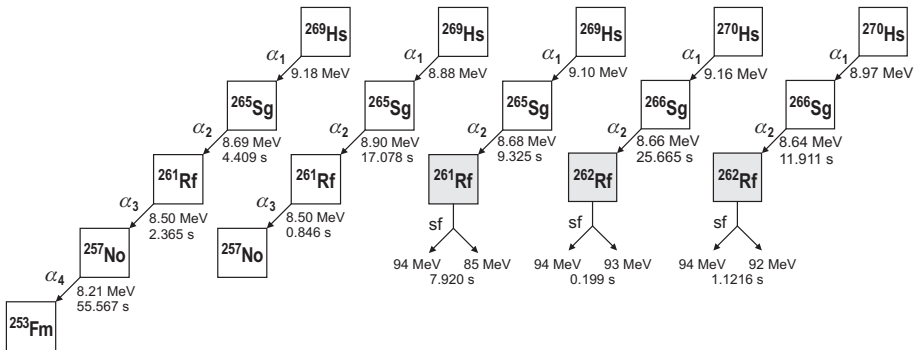 269Hs
α1
9.18 MeV
265Sg
α2
8.69 MeV
4.409 s
261Rf
α3
8.50 MeV
2.365 s
257No
α4
8.21 MeV
55.567 s
253Fm
269Hs
α1
8.88 MeV
265Sg
α2
8.90 MeV
17.078 s
261Rf
α3
8.50 MeV
0.846 s
257No
269Hs
α1
9.10 MeV
265Sg
α2
8.68 MeV
9.325 s
261Rf
sf
94 MeV 85 MeV
7.920 s
270Hs
α1
9.16 MeV
266Sg
α2
8.66 MeV
25.665 s
262Rf
sf
94 MeV 93 MeV
0.199 s
270Hs
α1
8.97 MeV
266Sg
α2
8.64 MeV
11.911 s
262Rf
sf
94 MeV 92 MeV
1.1216 s